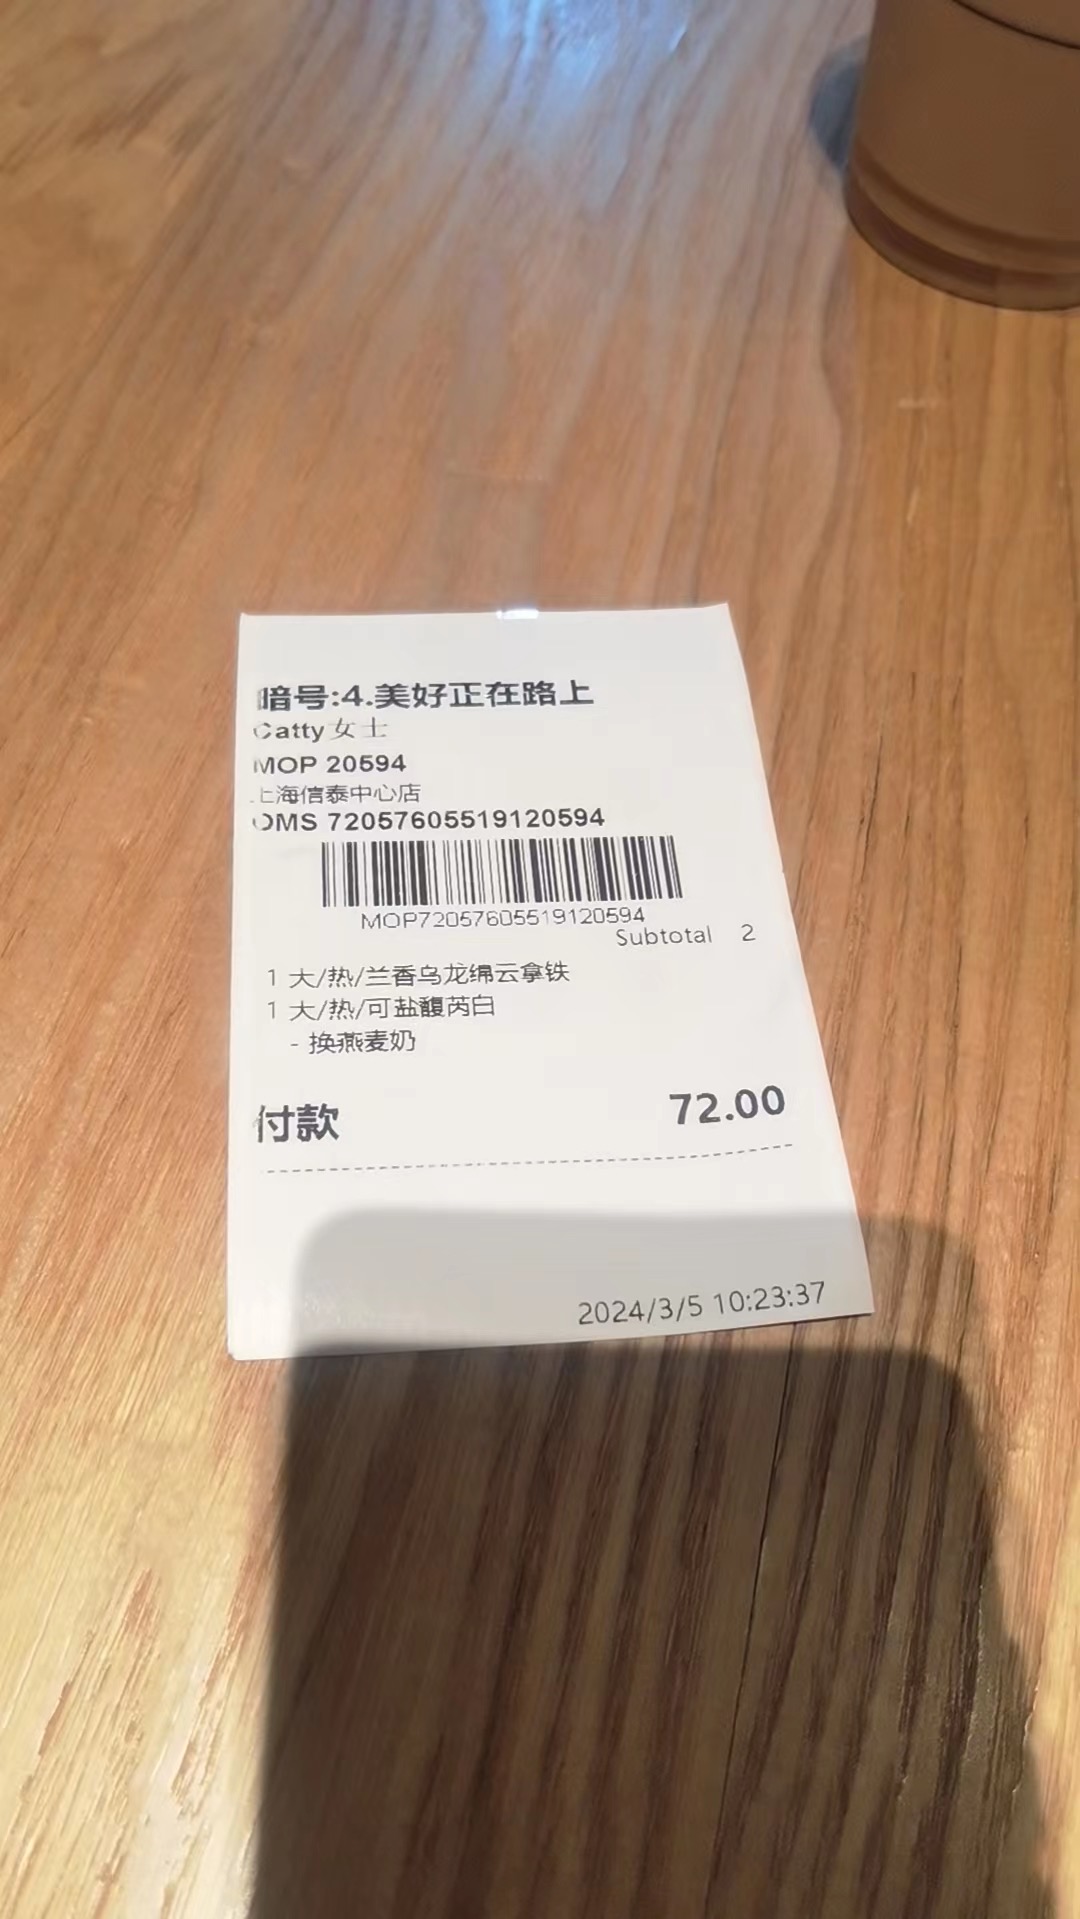 暗号:4.美好正在路上
Catty女士
MOP 20594
上海信泰中心店
OMS 72057605519120594
MOP72057605519120594
Subtotal 2
1 大/热/兰香乌龙绵云拿铁
1 大/热/可盐馥芮白
- 换燕麦奶
付款 72.00
2024/3/5 10:23:37